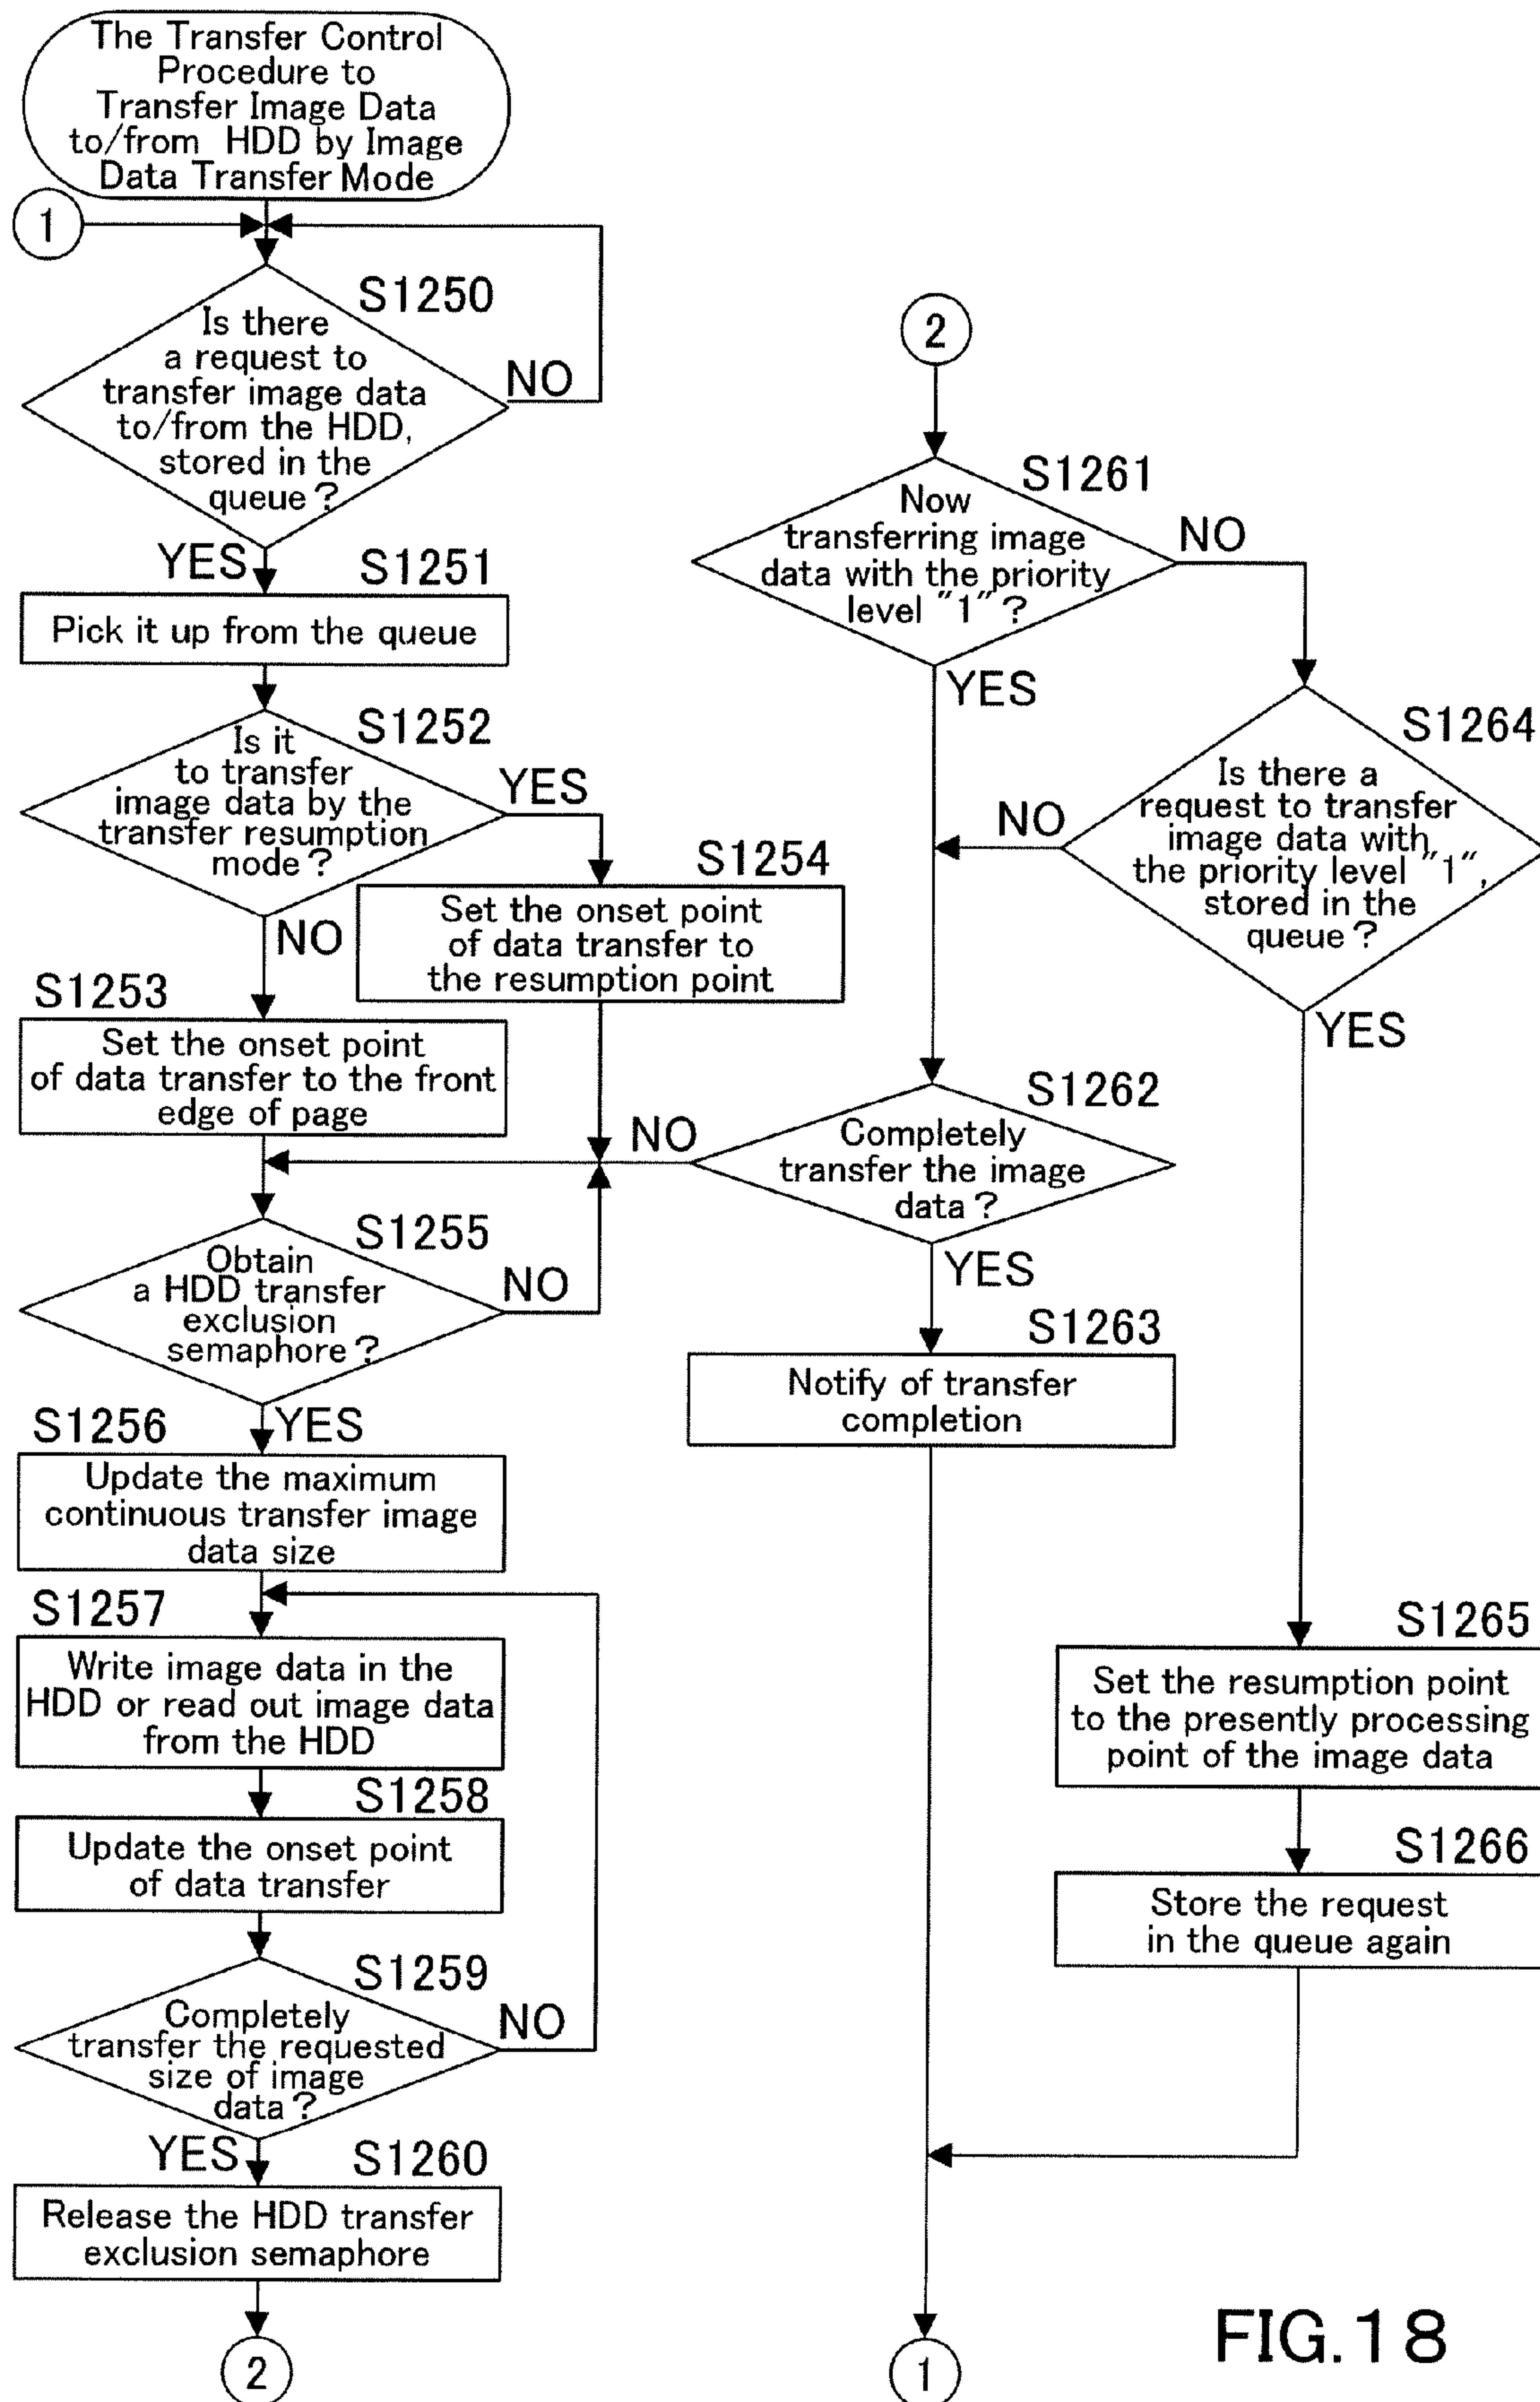 The Transfer Control
Procedure to
Transfer Image Data
to/from HDD by Image
Data Transfer Mode
1
S1250
Is there
a request to
transfer image data
to/from the HDD,
stored in the
queue?
NO
YES
S1251
Pick it up from the queue
S1252
Is it
to transfer
image data by the
transfer resumption
mode?
YES
NO
S1254
Set the onset point
of data transfer to
the resumption point
S1253
Set the onset point
of data transfer to the front
edge of page
S1255
Obtain
a HDD transfer
exclusion
semaphore?
NO
YES
S1256
Update the maximum
continuous transfer image
data size
S1257
Write image data in the
HDD or read out image data
from the HDD
S1258
Update the onset point
of data transfer
S1259
Completely
transfer the requested
size of image
data?
NO
YES
S1260
Release the HDD transfer
exclusion semaphore
2
2
S1261
Now
transferring image
data with the priority
level "1"?
NO
YES
S1264
Is there a
request to transfer
image data with
the priority level "1",
stored in the
queue?
NO
YES
S1262
Completely
transfer the image
data?
NO
YES
S1263
Notify of transfer
completion
S1265
Set the resumption point
to the presently processing
point of the image data
S1266
Store the request
in the queue again
1
FIG.18